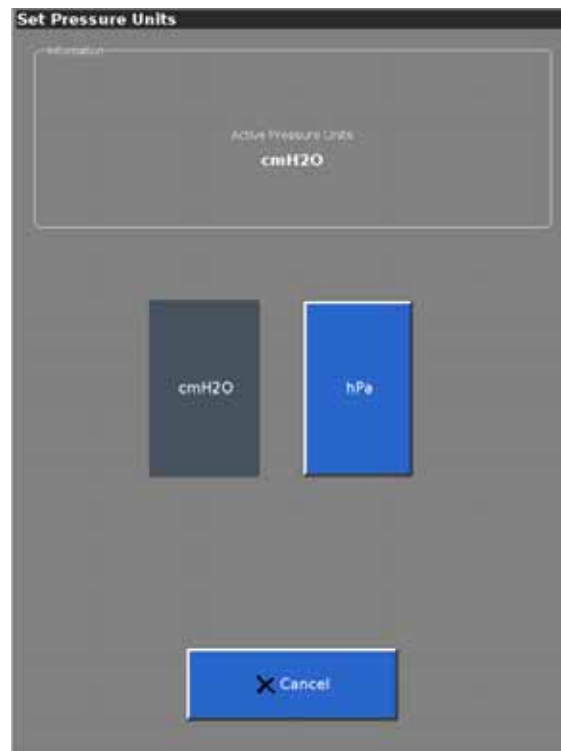 Set Pressure Units
Information
Active Pressure Units
cmH2O
cmH2O
hPa
Cancel